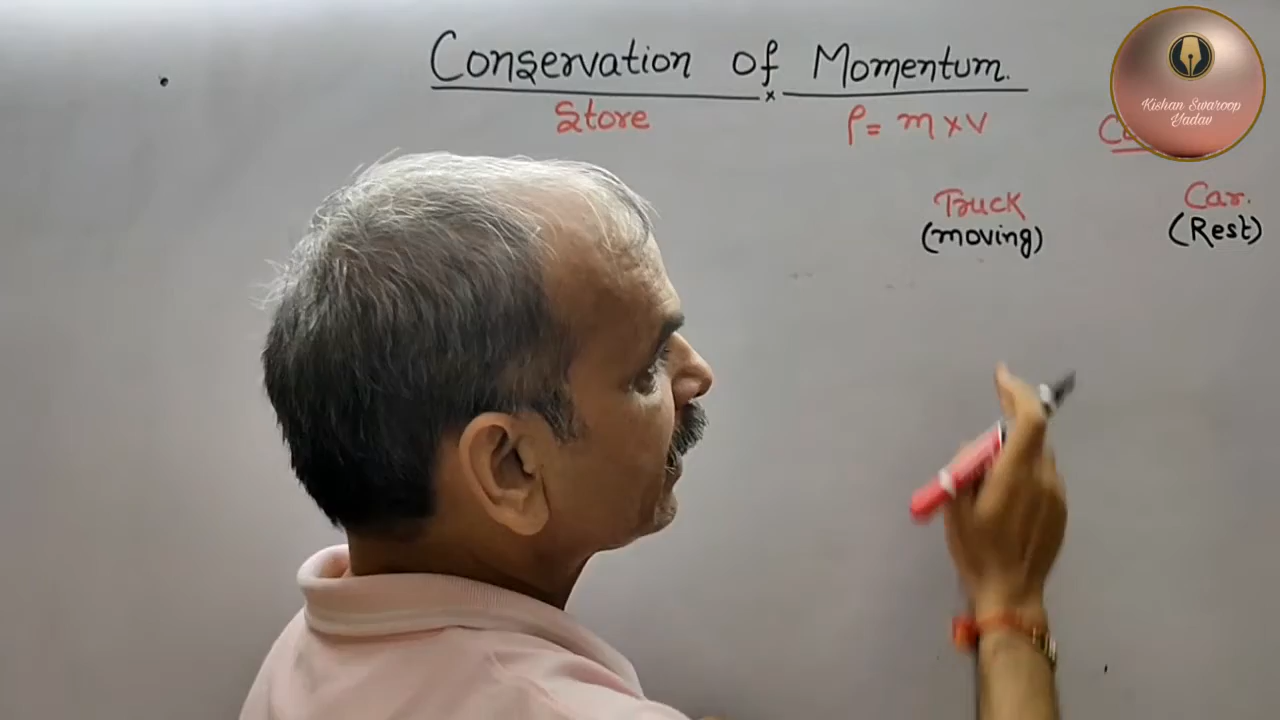 Conservation of Momentum.
Store
P = m x v
Kishan Swaroop
Yadav
Truck
Car.
(moving)
(Rest)